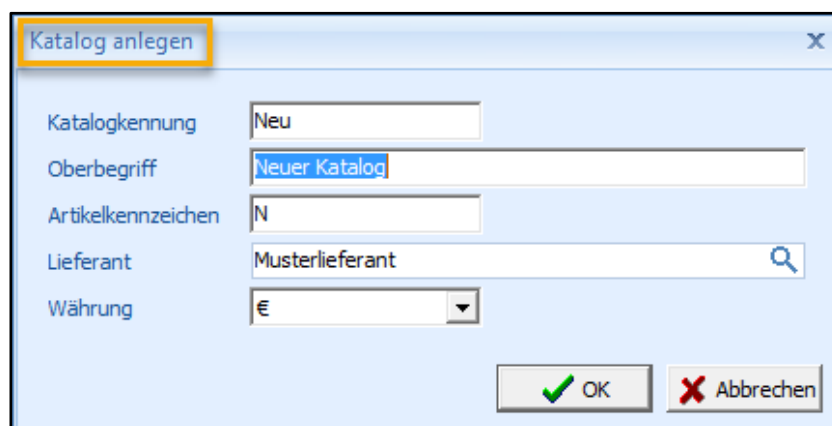 Katalog anlegen x
Katalogkennung Neu
Oberbegriff Neuer Katalog
Artikelkennzeichen N
Lieferant Musterlieferant
Währung €
OK Abbrechen